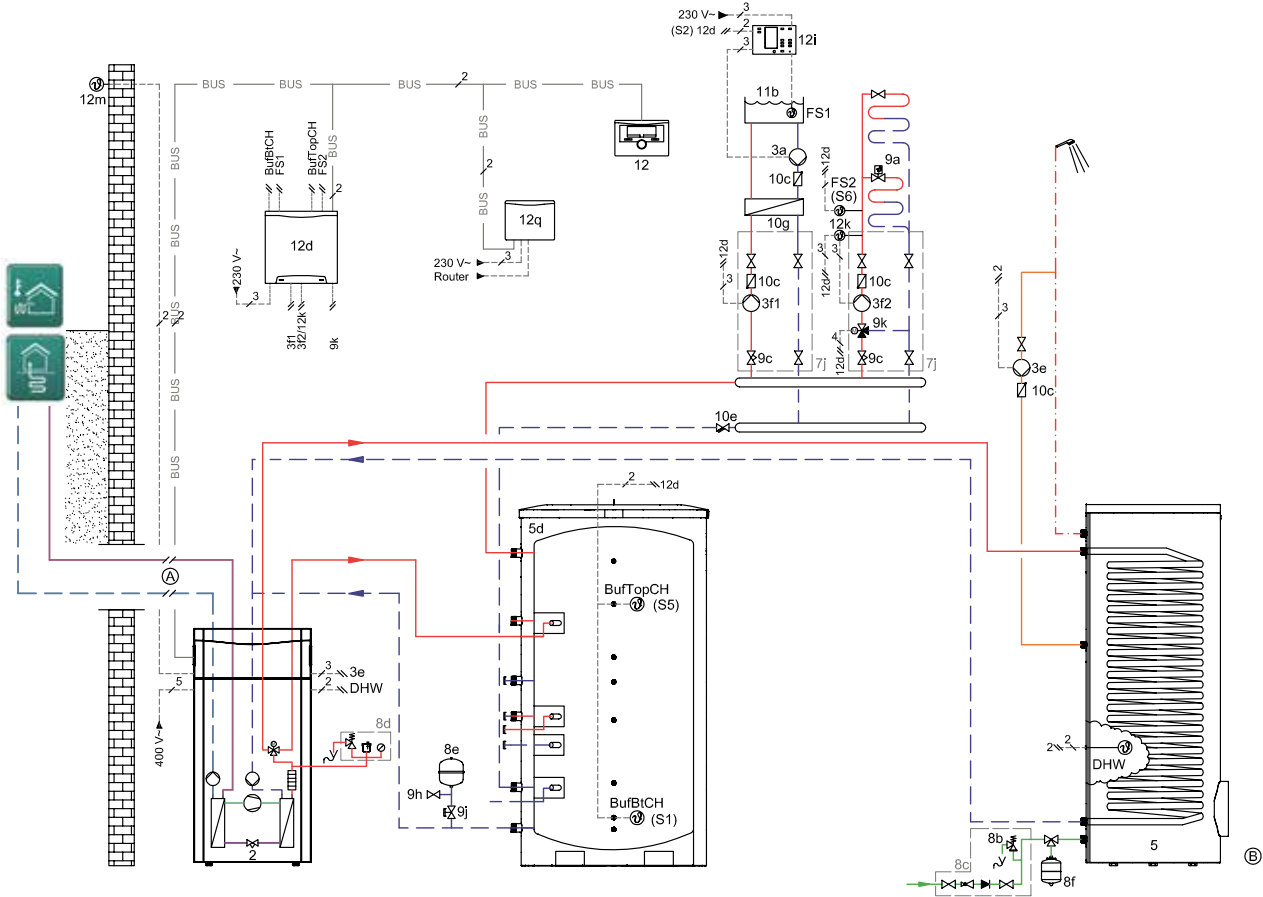 230 V~
3
(S2) 12d
2
3
12i
12m
BUS
BUS
BUS
2
BUS
BUS
11b
FS1
12
BUS
BufBtCH
FS1
BufTopCH
FS2
BUS
2
BUS
2
3a
10c
12d
FS2
(S6)
9a
BUS
12d
BUS
12q
10g
12k
230 V~
3
230 V~
3
Router
12d
3
3
3
12d
10c
3f1
10c
3f2
9k
4
12d
9c
7j
9c
7j
2
3
3e
10c
BUS
2
2
3f1
3f2/12k
9k
BUS
10e
BUS
2
12d
5d
A
BufTopCH
(S5)
3
3e
2
DHW
5
400 V~
8d
8e
9h
9j
BufBtCH
(S1)
2
2
2
DHW
5
8b
8c
8f
B